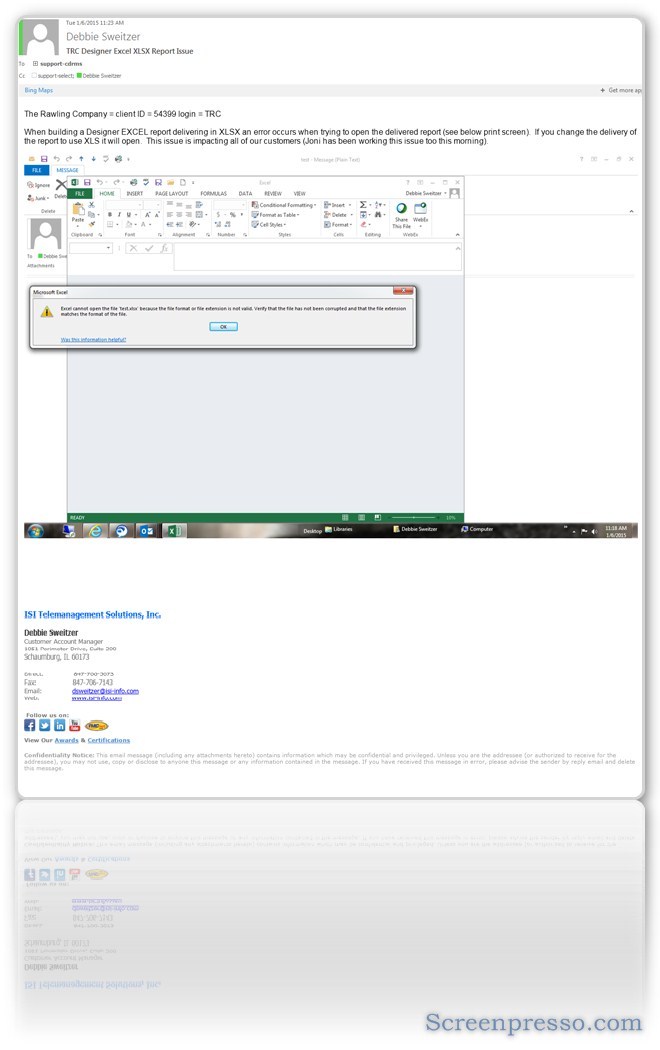 Tue 1/6/2015 11:23 AM
Debbie Sweitzer
TRC Designer Excel XLSX Report Issue
To support-cdrms
Cc support-select; Debbie Sweitzer
Bing Maps
+ Get more ap
The Rawling Company = client ID = 54399 login = TRC
When building a Designer EXCEL report delivering in XLSX an error occurs when trying to open the delivered report (see below print screen). If you change the delivery of
the report to use XLS it will open. This issue is impacting all of our customers (Joni has been working this issue too this morning).
test - Message (Plain Text)
FILE MESSAGE
Excel
Ignore
Junk
Delete
Delete
FILE HOME INSERT PAGE LAYOUT FORMULAS DATA REVIEW VIEW Debbie Sweitzer
Paste
B I U
A A
$ %
Conditional Formatting
Format as Table
Cell Styles
Insert
Delete
Format
Share This File
WebEx
Clipboard Font Alignment Number Styles Cells Editing WebEx
To Debbie Swe
Attachments
fx
Microsoft Excel
Excel cannot open the file 'test.xlsx' because the file format or file extension is not valid. Verify that the file has not been corrupted and that the file extension
matches the format of the file.
OK
Was this information helpful?
READY
10%
Desktop Libraries Debbie Sweitzer Computer
11:18 AM
1/6/2015
ISI Telemanagement Solutions, Inc.
Debbie Sweitzer
Customer Account Manager
1051 Perimeter Drive, Suite 200
Schaumburg, IL 60173
Fax: 847-706-7143
Email: dsweitzer@isi-info.com
Web: www.isi-info.com
Follow us on:
View Our Awards & Certifications
Confidentiality Notice: This email message (including any attachments hereto) contains information which may be confidential and privileged. Unless you are the addressee (or authorized to receive for the
addressee), you may not use, copy or disclose to anyone this message or any information contained in the message. If you have received this message in error, please advise the sender by reply email and delete
this message.
Screenpresso.com